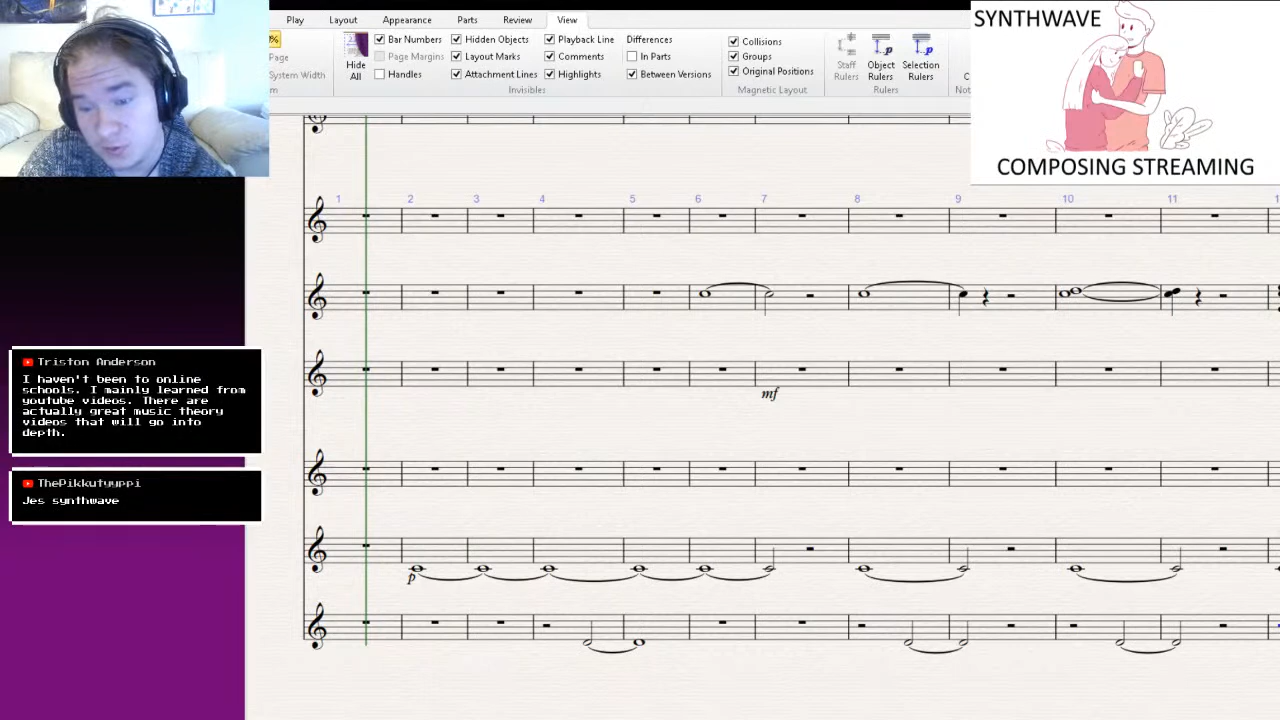 Play Layout Appearance Parts Review View
SYNTHWAVE
Bar Numbers Hidden Objects Playback Line Differences
Page Page Margins Layout Marks Comments In Parts
System Width Handles Attachment Lines Highlights Between Versions
Hide All
Invisibles
Collisions
Groups
Original Positions
Magnetic Layout
Staff Rulers Object Rulers Selection Rulers
Rulers
COMPOSING STREAMING
1 2 3 4 5 6 7 8 9 10 11
mf
p
Triston Anderson
I haven't been to online
schools. I mainly learned from
youtube videos. There are
actually great music theory
videos that will go into
depth.
ThePikkutyyppi
Jes synthwave